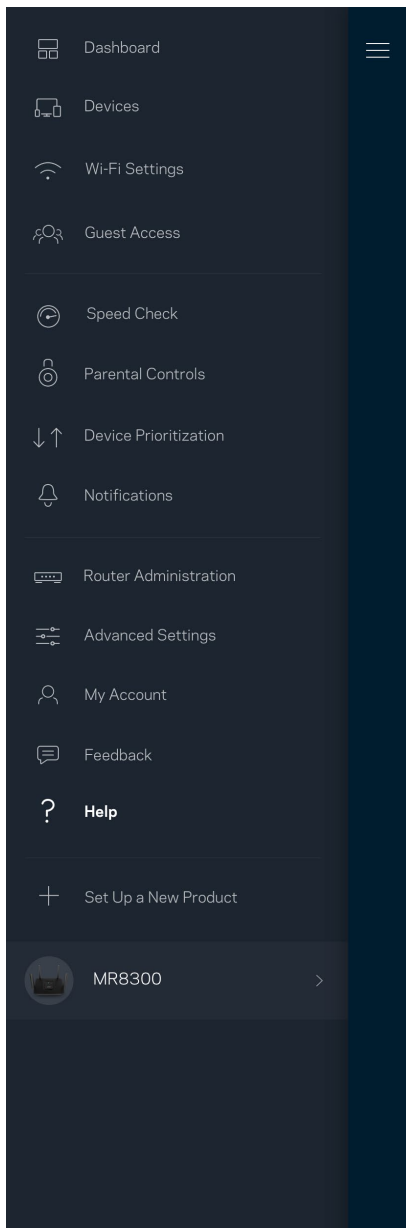 Dashboard
Devices
Wi-Fi Settings
Guest Access
Speed Check
Parental Controls
Device Prioritization
Notifications
Router Administration
Advanced Settings
My Account
Feedback
? Help
Set Up a New Product
MR8300